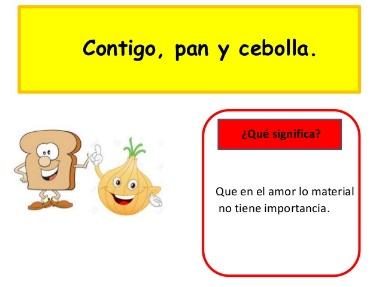 Contigo, pan y cebolla.
¿Qué significa?
Que en el amor lo material
no tiene importancia.